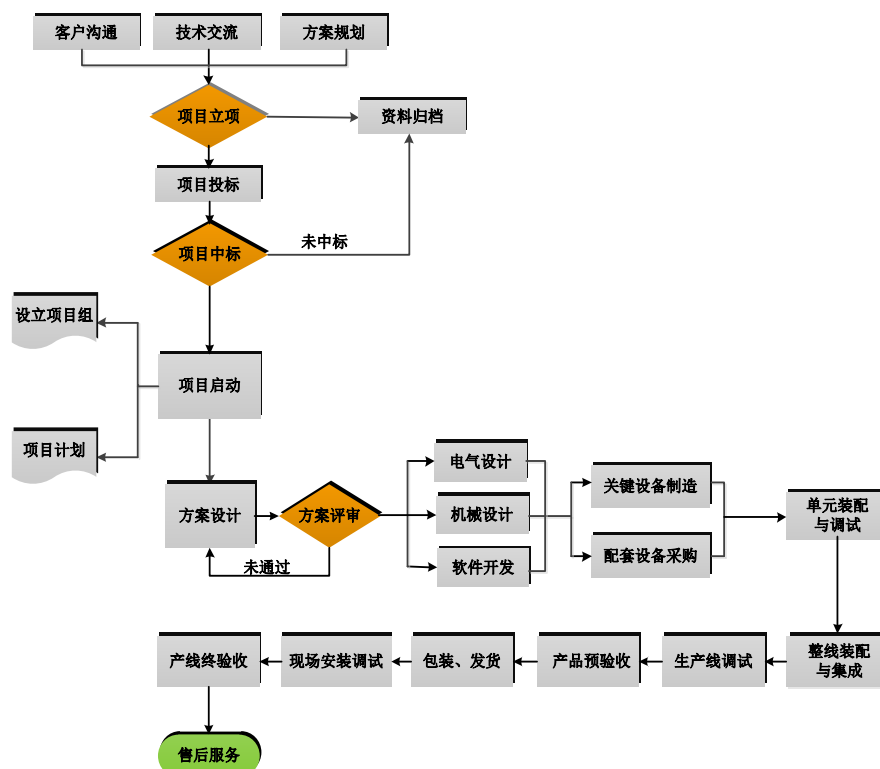 客户沟通
技术交流
方案规划
项目立项
资料归档
项目投标
项目中标
未中标
设立项目组
项目启动
项目计划
方案设计
方案评审
未通过
电气设计
机械设计
软件开发
关键设备制造
配套设备采购
单元装配
与调试
整线装配
与集成
生产线调试
产品预验收
包装、发货
现场安装调试
产线终验收
售后服务